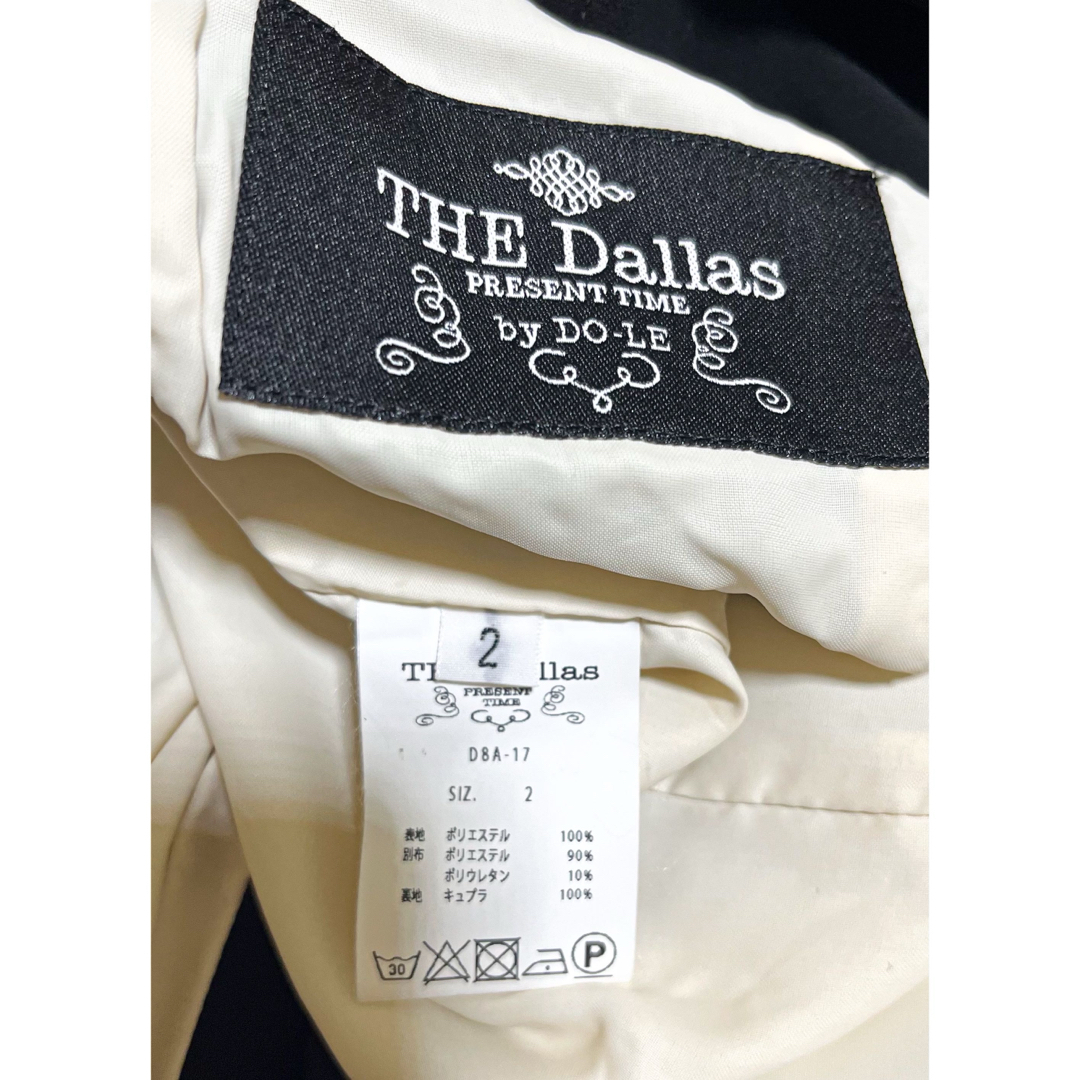 THE Dallas
PRESENT TIME
by DO-LE
2
llas
PRESENT
TIME
D8A-17
SIZ. 2
表地 ポリエステル 100%
別布 ポリエステル 90%
ポリウレタン 10%
裏地 キュプラ 100%
30 P